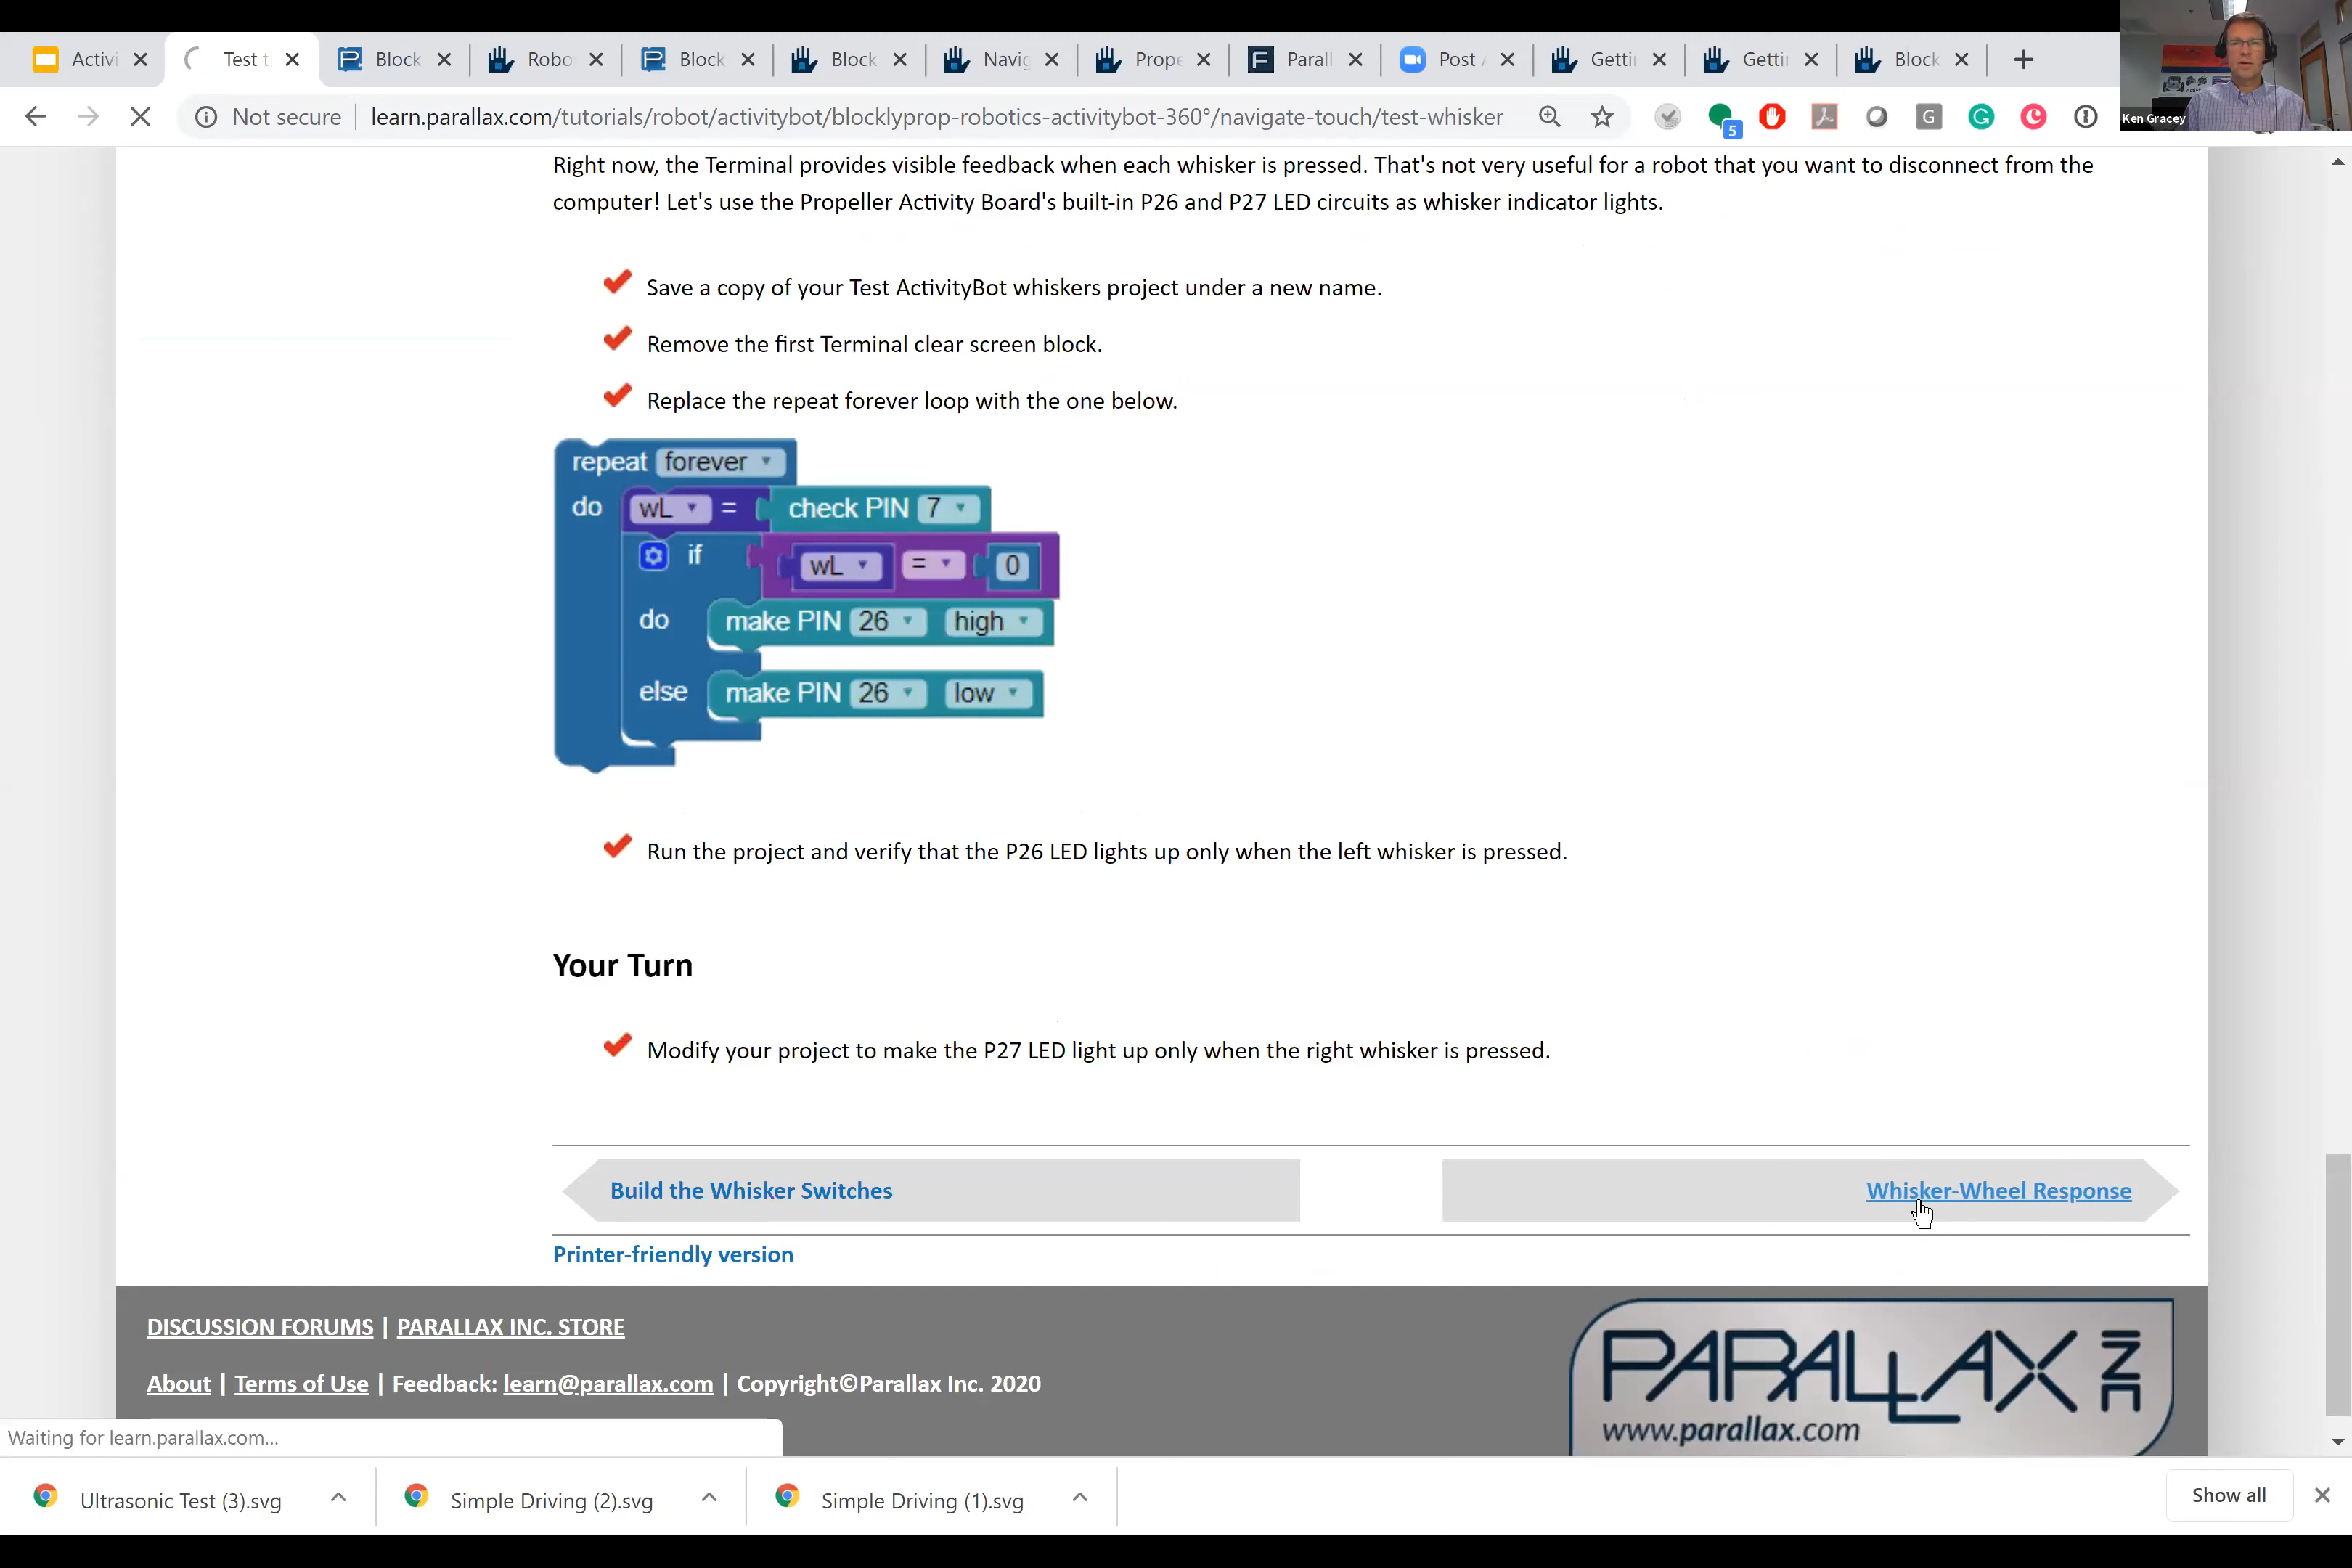 Activi
Test t
Block
Robo
Block
Block
Navig
Prope
Parall
Post
Getti
Getti
Block
Not secure
learn.parallax.com/tutorials/robot/activitybot/blocklyprop-robotics-activitybot-360°/navigate-touch/test-whisker
5
G
Ken Gracey
Right now, the Terminal provides visible feedback when each whisker is pressed. That's not very useful for a robot that you want to disconnect from the
computer! Let's use the Propeller Activity Board's built-in P26 and P27 LED circuits as whisker indicator lights.
Save a copy of your Test ActivityBot whiskers project under a new name.
Remove the first Terminal clear screen block.
Replace the repeat forever loop with the one below.
repeat forever
do wL = check PIN 7
if wL = 0
do make PIN 26 high
else make PIN 26 low
Run the project and verify that the P26 LED lights up only when the left whisker is pressed.
Your Turn
Modify your project to make the P27 LED light up only when the right whisker is pressed.
Build the Whisker Switches
Whisker-Wheel Response
Printer-friendly version
DISCUSSION FORUMS | PARALLAX INC. STORE
About | Terms of Use | Feedback: learn@parallax.com | Copyright©Parallax Inc. 2020
PARALLAX INC
www.parallax.com
Waiting for learn.parallax.com...
Ultrasonic Test (3).svg
Simple Driving (2).svg
Simple Driving (1).svg
Show all